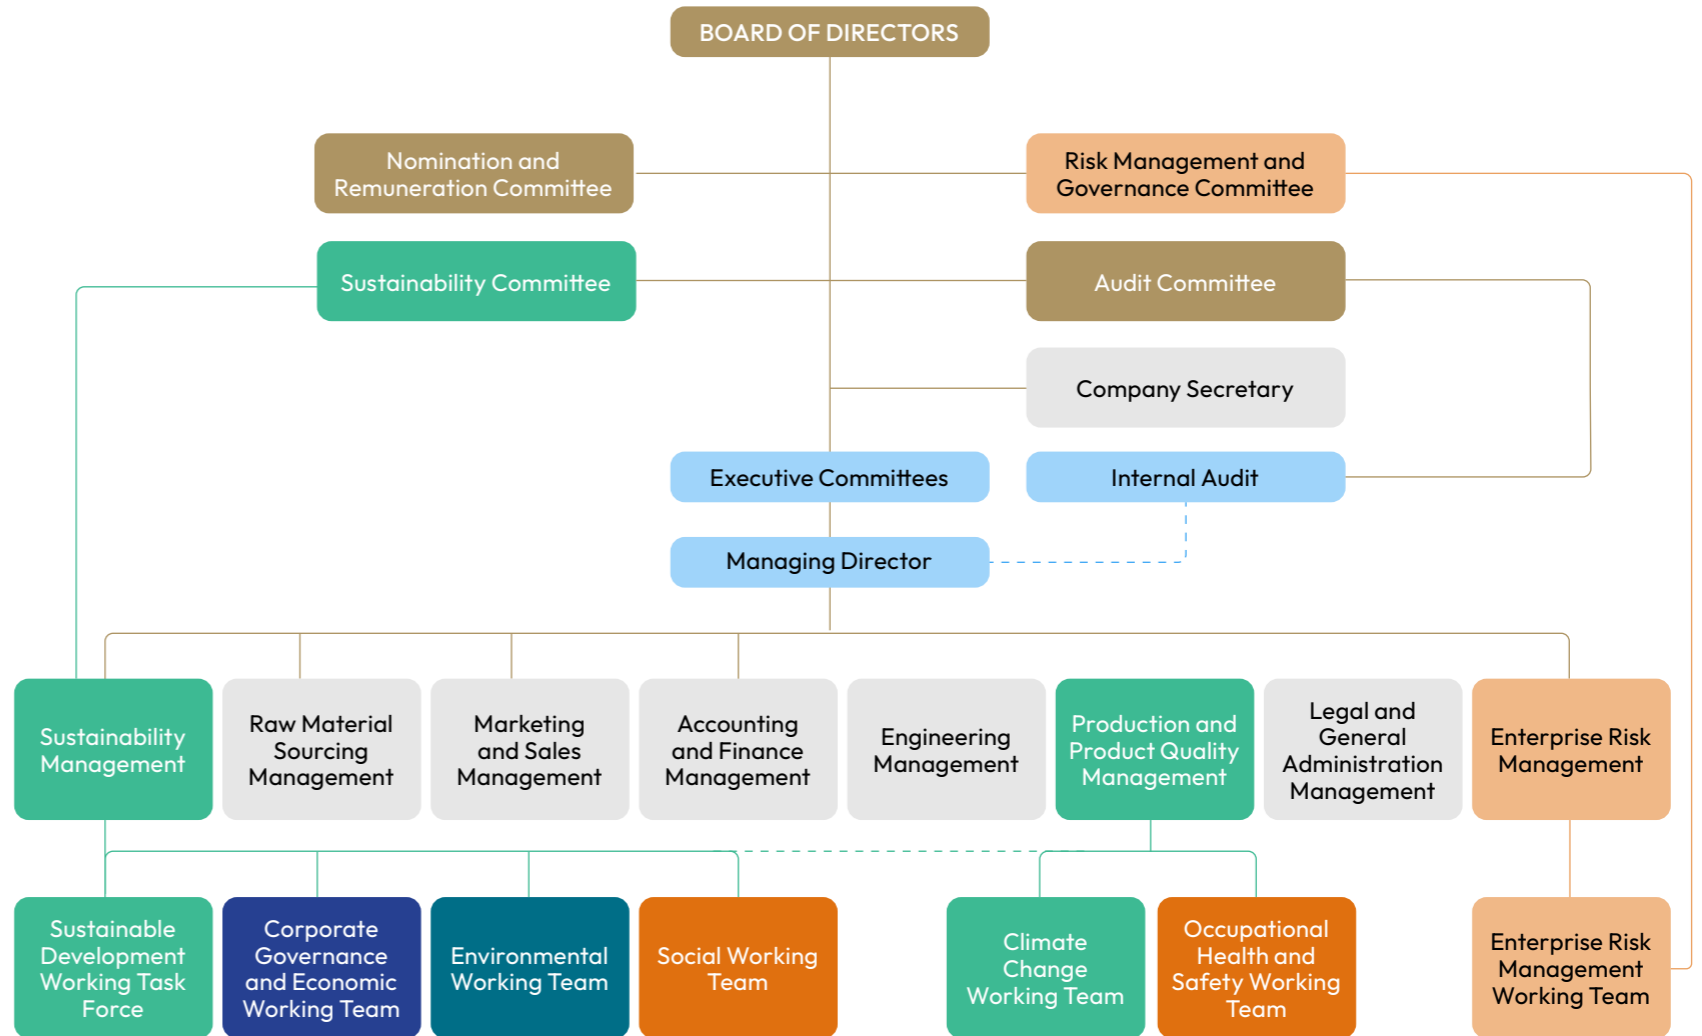 BOARD OF DIRECTORS
Nomination and
Remuneration Committee
Risk Management and
Governance Committee
Sustainability Committee
Audit Committee
Company Secretary
Executive Committees
Internal Audit
Managing Director
Sustainability
Management
Raw Material
Sourcing
Management
Marketing
and Sales
Management
Accounting
and Finance
Management
Engineering
Management
Production and
Product Quality
Management
Legal and
General
Administration
Management
Enterprise Risk
Management
Sustainable
Development
Working Task
Force
Corporate
Governance
and Economic
Working Team
Environmental
Working Team
Social Working
Team
Climate
Change
Working Team
Occupational
Health and
Safety Working
Team
Enterprise Risk
Management
Working Team